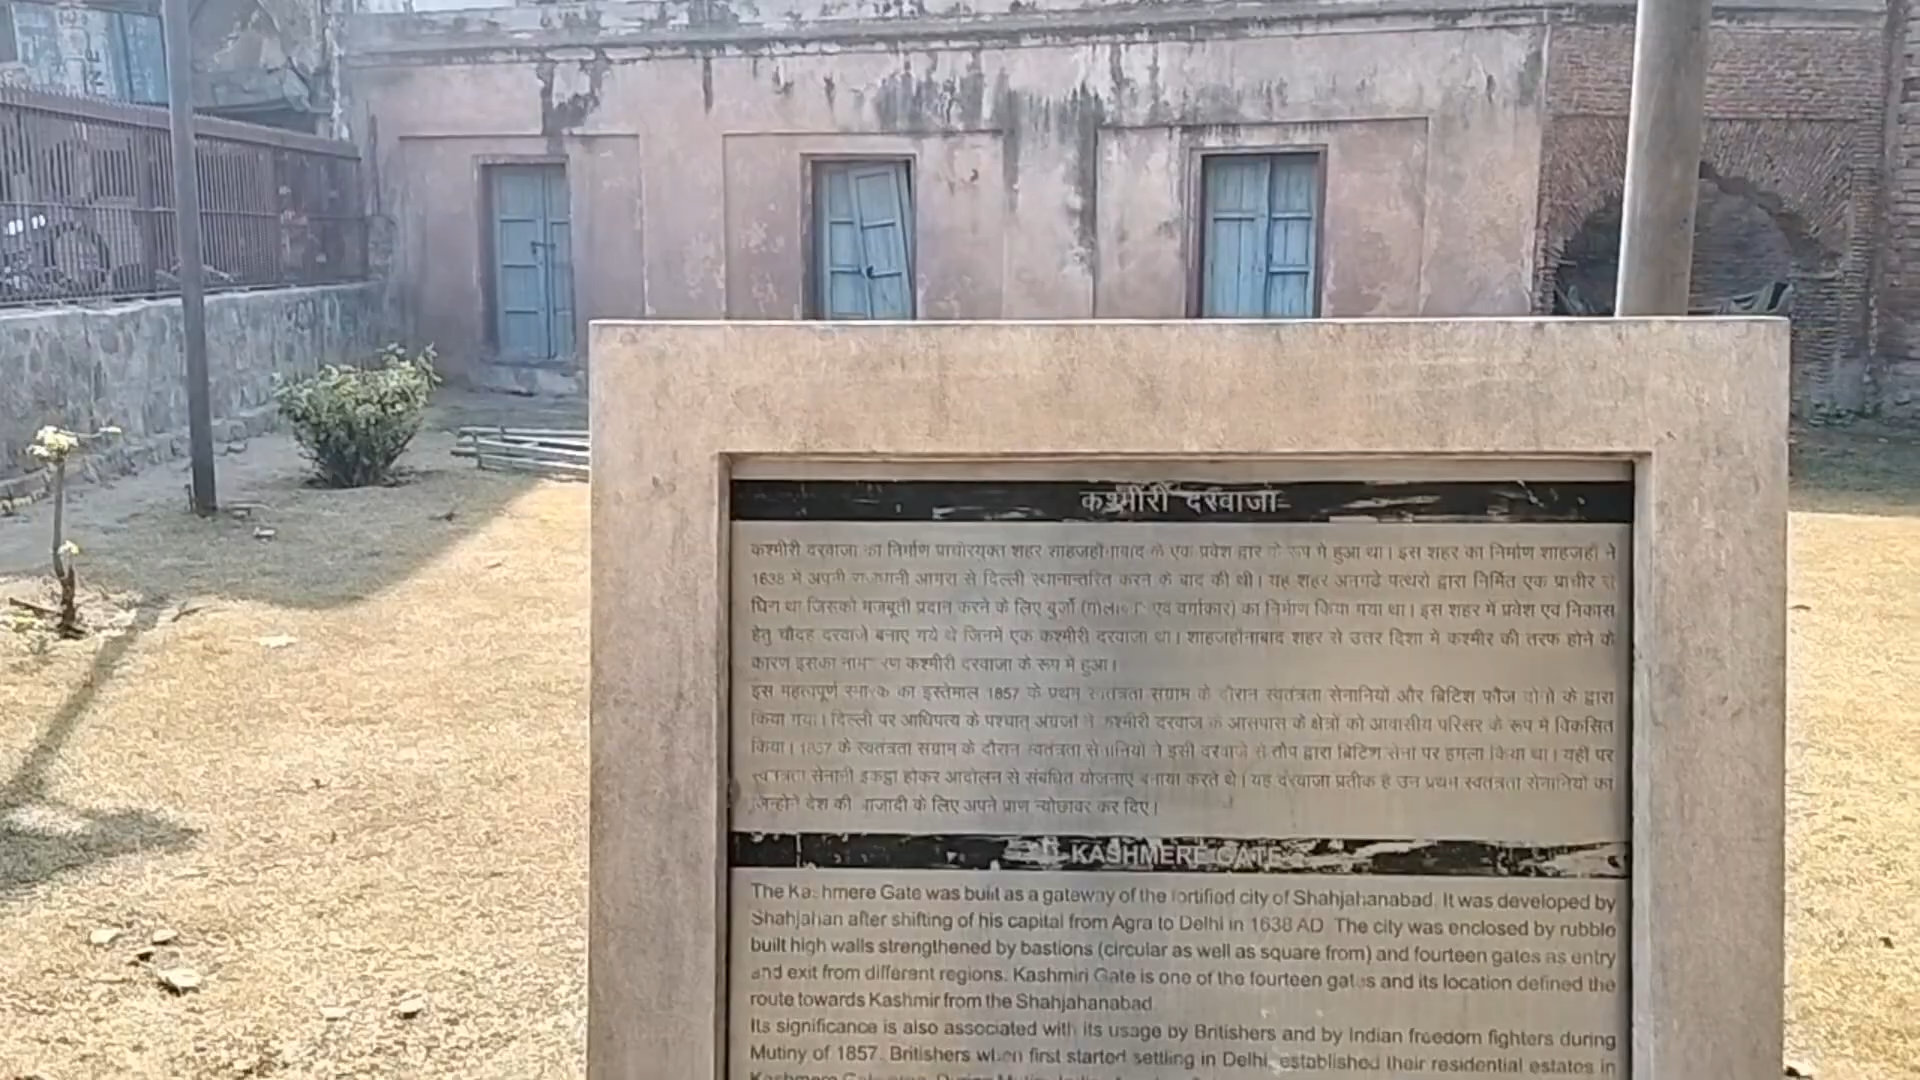 कश्मीरी दरवाजा
कश्मीरी दरवाजा का निर्माण प्राचीरयुक्त शहर शाहजहाँनाबाद के एक प्रवेश द्वार के रूप में हुआ था। इस शहर का निर्माण शाहजहाँ ने
1638 में अपनी राजधानी आगरा से दिल्ली स्थानान्तरित करने के बाद की थी। यह शहर अनगढे पत्थरो द्वारा निर्मित एक प्राचीर से
घिरा था जिसको मजबूती प्रदान करने के लिए बुर्जो (गोलाकार एवं वर्गाकार) का निर्माण किया गया था। इस शहर में प्रवेश एवं निकास
हेतु चौदह दरवाजे बनाए गये थे जिनमें एक कश्मीरी दरवाजा था। शाहजहाँनाबाद शहर से उत्तर दिशा में कश्मीर की तरफ होने के
कारण इसका नामकरण कश्मीरी दरवाजा के रूप में हुआ।
इस महत्वपूर्ण स्मारक का इस्तेमाल 1857 के प्रथम स्वतंत्रता संग्राम के दौरान स्वतंत्रता सेनानियों और ब्रिटिश फौज दोनो के द्वारा
किया गया। दिल्ली पर आधिपत्य के पश्चात् अंग्रजों ने कश्मीरी दरवाजे के आसपास के क्षेत्रों को आवासीय परिसर के रूप में विकसित
किया। 1857 के स्वतंत्रता संग्राम के दौरान स्वतंत्रता सेनानियों ने इसी दरवाजे से तौप द्वारा ब्रिटिश सेना पर हमला किया था। यहीं पर
स्वतंत्रता सेनानी इकट्ठा होकर आदोलन से संबंधित योजनाए बनाया करते थे। यह दरवाजा प्रतीक है उन प्रथम स्वतंत्रता सेनानियों का
जिन्होने देश की आजादी के लिए अपने प्राण न्योछावर कर दिए।
KASHMERE GATE
The Kashmere Gate was built as a gateway of the fortified city of Shahjahanabad. It was developed by
Shahjahan after shifting of his capital from Agra to Delhi in 1638 AD. The city was enclosed by rubble
built high walls strengthened by bastions (circular as well as square from) and fourteen gates as entry
and exit from different regions. Kashmiri Gate is one of the fourteen gates and its location defined the
route towards Kashmir from the Shahjahanabad.
Its significance is also associated with its usage by Britishers and by Indian freedom fighters during
Mutiny of 1857. Britishers when first started settling in Delhi, established their residential estates in